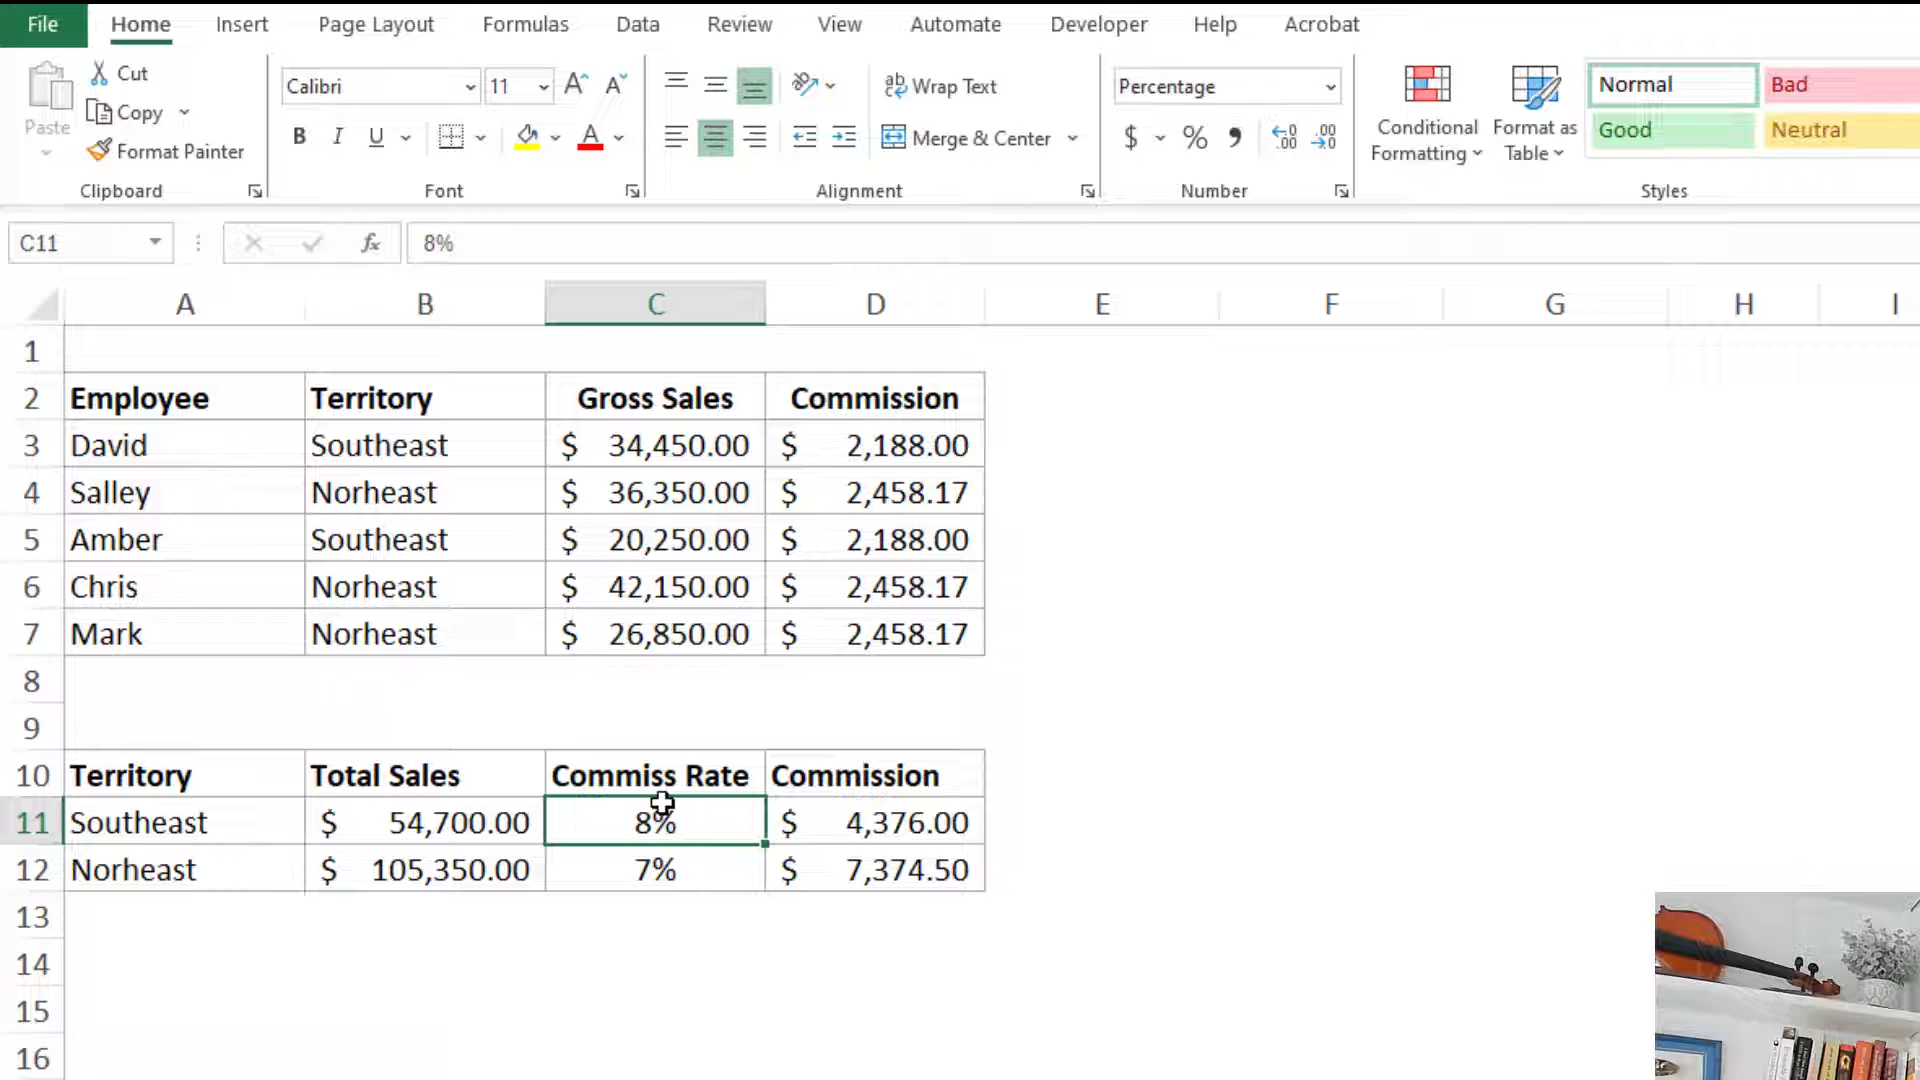 File Home Insert Page Layout Formulas Data Review View Automate Developer Help Acrobat
Cut
Copy
Paste
Format Painter
Clipboard
Calibri 11
B I U A
Font
Wrap Text
Merge & Center
Alignment
Percentage
$ %
Number
Conditional Formatting
Format as Table
Normal Bad
Good Neutral
Styles
C11 fx 8%
A B C D E F G H I
1
2 Employee Territory Gross Sales Commission
3 David Southeast $ 34,450.00 $ 2,188.00
4 Salley Norheast $ 36,350.00 $ 2,458.17
5 Amber Southeast $ 20,250.00 $ 2,188.00
6 Chris Norheast $ 42,150.00 $ 2,458.17
7 Mark Norheast $ 26,850.00 $ 2,458.17
8
9
10 Territory Total Sales Commiss Rate Commission
11 Southeast $ 54,700.00 8% $ 4,376.00
12 Norheast $ 105,350.00 7% $ 7,374.50
13
14
15
16